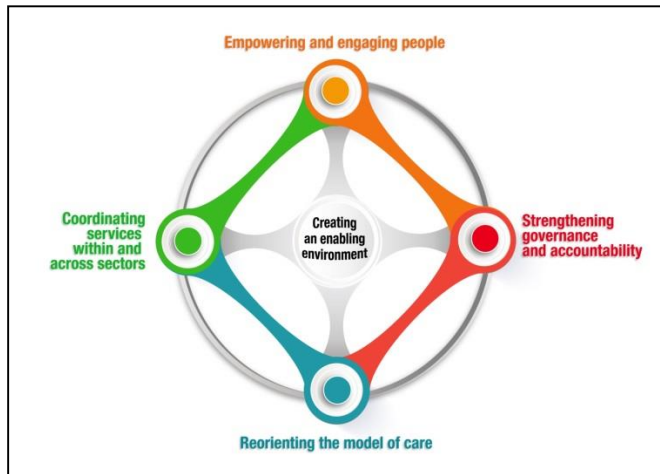 Empowering and engaging people
Coordinating
services
within and
across sectors
Creating
an enabling
environment
Strengthening
governance
and accountability
Reorienting the model of care